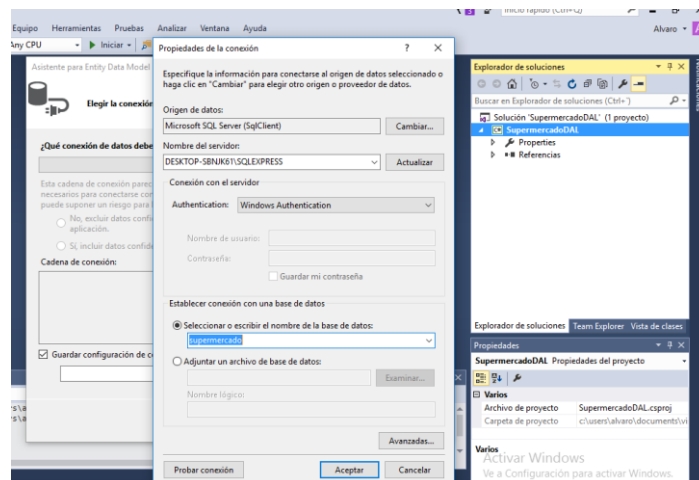 Inicio rápido (Ctrl+Q)
Equipo Herramientas Pruebas Analizar Ventana Ayuda
Alvaro
Any CPU Iniciar
Asistente para Entity Data Model
Elegir la conexión
¿Qué conexión de datos debe
Esta cadena de conexión parec
necesarios para conectarse con
puede suponer un riesgo para l
No, excluir datos confi
aplicación.
Sí, incluir datos confide
Cadena de conexión:
Guardar configuración de c
Propiedades de la conexión ? ×
Especifique la información para conectarse al origen de datos seleccionado o
haga clic en "Cambiar" para elegir otro origen o proveedor de
datos.
Origen de datos:
Microsoft SQL Server (SqlClient) Cambiar...
Nombre del servidor:
DESKTOP-SBNJK61\SQLEXPRESS Actualizar
Conexión con el servidor
Authentication: Windows Authentication
Nombre de usuario:
Contraseña:
Guardar mi contraseña
Establecer conexión con una base de datos
Seleccionar o escribir el nombre de la base de datos:
supermercado
Adjuntar un archivo de base de datos:
Examinar...
Nombre lógico:
Avanzadas...
Probar conexión Aceptar Cancelar
Explorador de soluciones
Buscar en Explorador de soluciones (Ctrl+')
Solución 'SupermercadoDAL' (1 proyecto)
SupermercadoDAL
Properties
Referencias
Explorador de soluciones Team Explorer Vista de clases
Propiedades
SupermercadoDAL Propiedades del proyecto
Varios
Archivo de proyecto SupermercadoDAL.csproj
Carpeta de proyecto c:\users\alvaro\documents\vi
Varios
Activar Windows
Ve a Configuración para activar Windows.